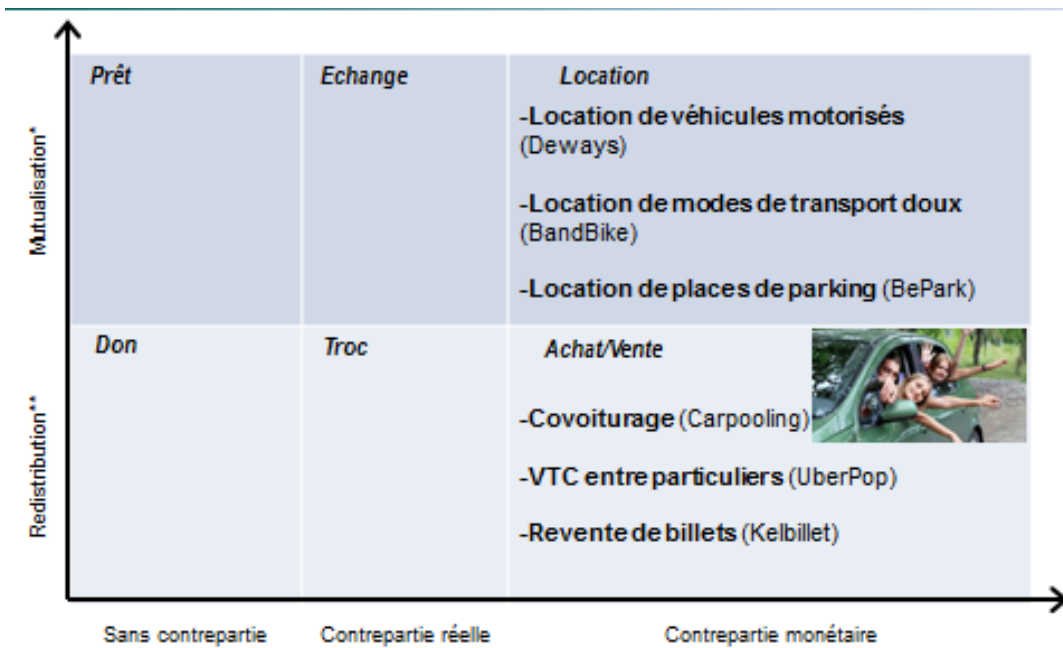 Mutualisation*
Prêt
Echange
Location
-Location de véhicules motorisés
(Deways)
-Location de modes de transport doux
(BandBike)
-Location de places de parking (BePark)
Redistribution**
Don
Troc
Achat/Vente
-Covoiturage (Carpooling)
-VTC entre particuliers (UberPop)
-Revente de billets (Kelbillet)
Sans contrepartie
Contrepartie réelle
Contrepartie monétaire